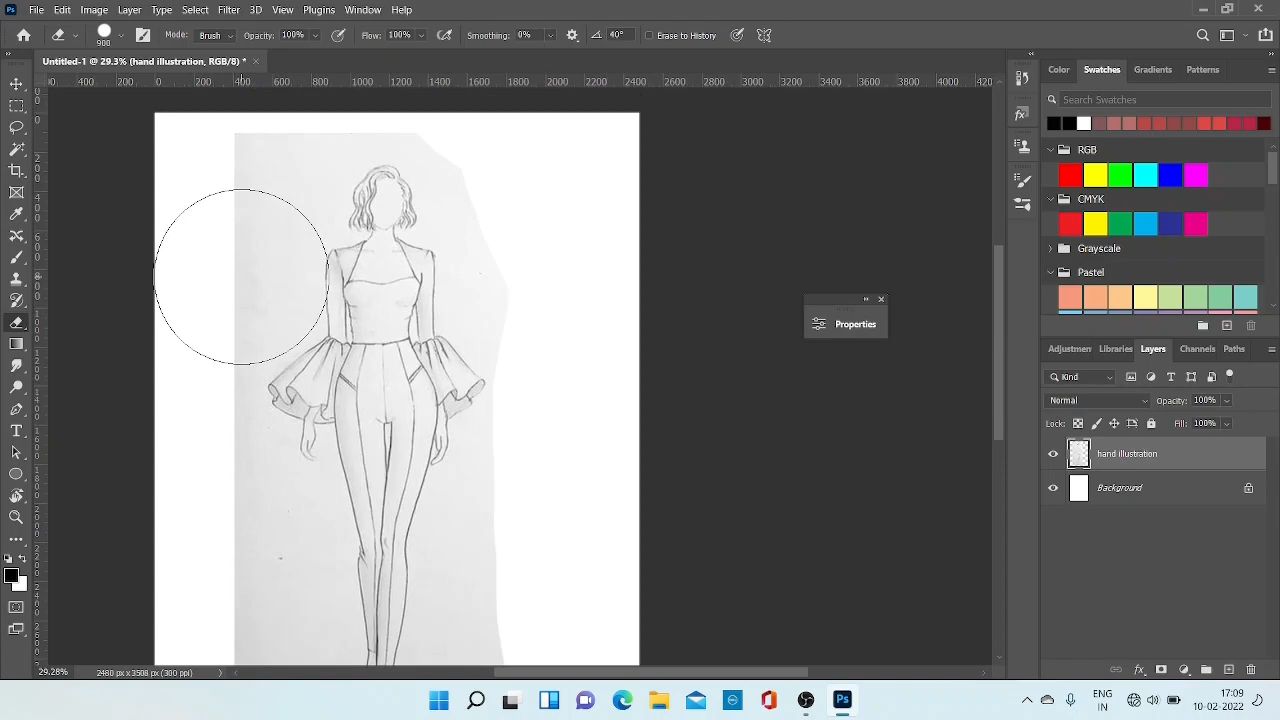 Ps File Edit Image Layer Type Select Filter 3D View Plugins Window Help
900 Mode: Brush Opacity: 100% Flow: 100% Smoothing: 0% 40° Erase to History
Untitled-1 @ 29.3% (hand illustration, RGB/8) *
400 200 0 200 400 600 800 1000 1200 1400 1600 1800 2000 2200 2400 2600 2800 3000 3200 3400 3600 3800 4000 4200
Color Swatches Gradients Patterns
Search Swatches
RGB
CMYK
Grayscale
Pastel
Properties
Adjustmen Libraries Layers Channels Paths
Kind
Normal Opacity: 100%
Lock: Fill: 100%
hand illustration
Background
29.28% 2480 px x 3508 px (300 ppi)
ENG
IN
17:09
10-02-2022
Ps